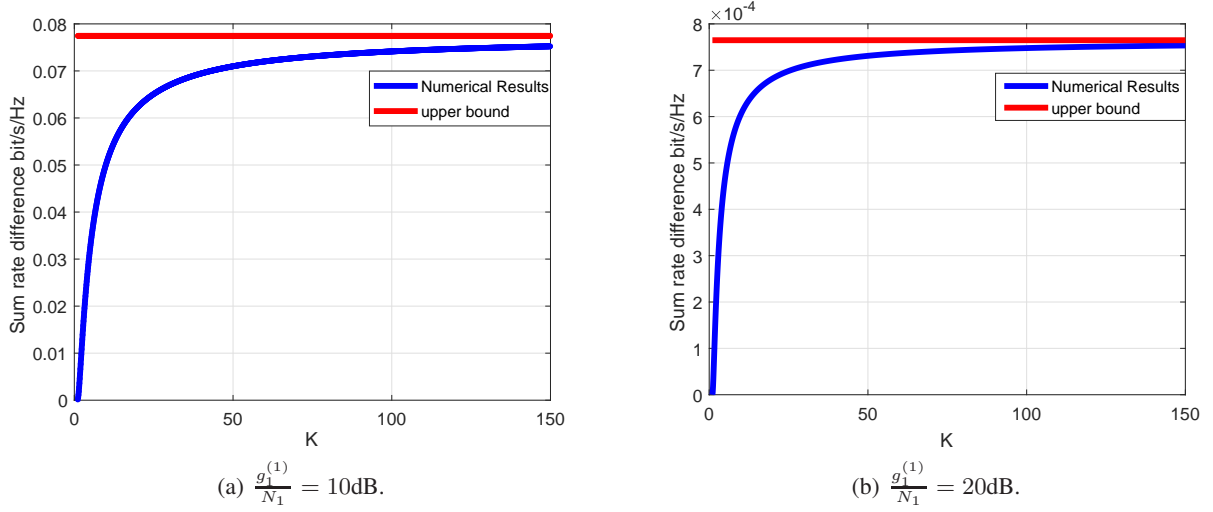 Sum rate difference bit/s/Hz
0.08
0.07
0.06
0.05
0.04
0.03
0.02
0.01
0
0 50 100 150
K
Numerical Results
upper bound
(a) g_1^{(1)}/N_1 = 10dB.
×10^{-4}
Sum rate difference bit/s/Hz
8
7
6
5
4
3
2
1
0
0 50 100 150
K
Numerical Results
upper bound
(b) g_1^{(1)}/N_1 = 20dB.